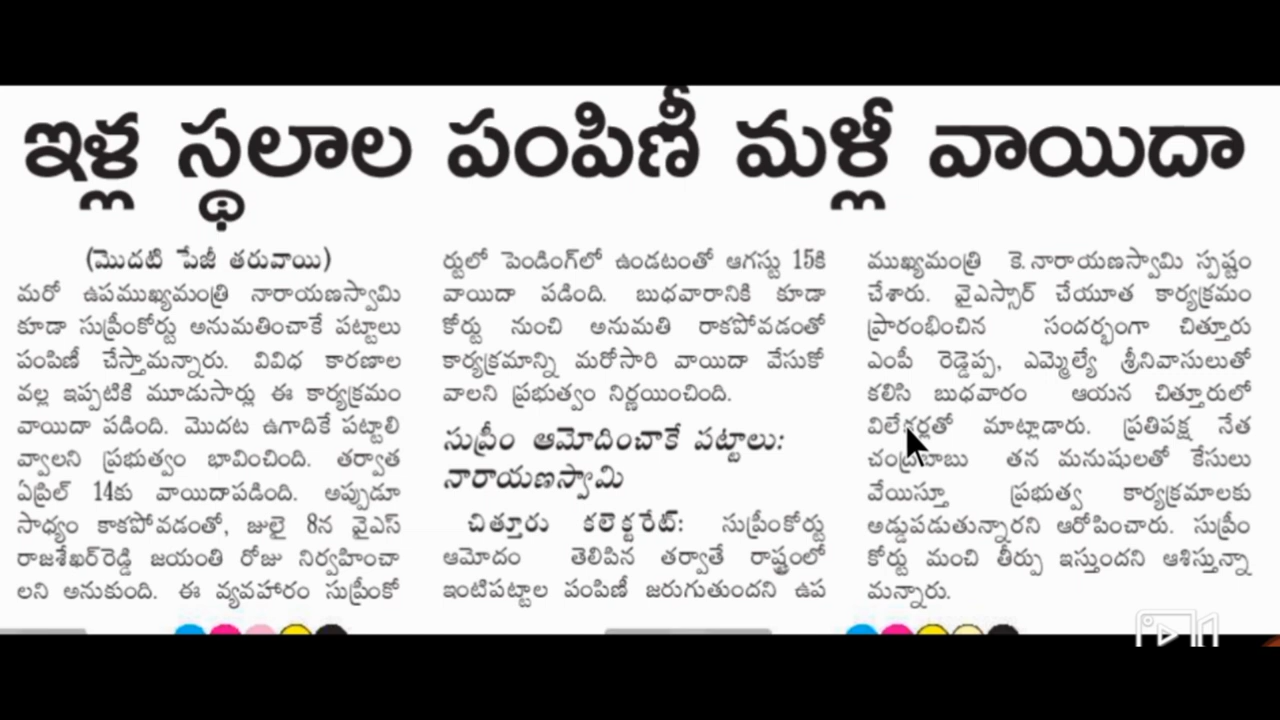 ఇళ్ల స్థలాల పంపిణీ మళ్లీ వాయిదా
(మొదటి పేజీ తరువాయి)
మరో ఉపముఖ్యమంత్రి నారాయణస్వామి
కూడా సుప్రీంకోర్టు అనుమతించాకే పట్టాలు
పంపిణీ చేస్తామన్నారు. వివిధ కారణాల
వల్ల ఇప్పటికి మూడుసార్లు ఈ కార్యక్రమం
వాయిదా పడింది. మొదట ఉగాదికే పట్టాలి
వ్వాలని ప్రభుత్వం భావించింది. తర్వాత
ఏప్రిల్ 14కు వాయిదాపడింది. అప్పుడూ
సాధ్యం కాకపోవడంతో, జులై 8న వైఎస్
రాజశేఖర్‌రెడ్డి జయంతి రోజు నిర్వహించా
లని అనుకుంది. ఈ వ్యవహారం సుప్రీంకో
ర్టులో పెండింగ్‌లో ఉండటంతో ఆగస్టు 15కి
వాయిదా పడింది. బుధవారానికి కూడా
కోర్టు నుంచి అనుమతి రాకపోవడంతో
కార్యక్రమాన్ని మరోసారి వాయిదా వేసుకో
వాలని ప్రభుత్వం నిర్ణయించింది.
సుప్రీం ఆమోదించాకే పట్టాలు:
నారాయణస్వామి
చిత్తూరు కలెక్టరేట్: సుప్రీంకోర్టు
ఆమోదం తెలిపిన తర్వాతే రాష్ట్రంలో
ఇంటిపట్టాల పంపిణీ జరుగుతుందని ఉప
ముఖ్యమంత్రి కె.నారాయణస్వామి స్పష్టం
చేశారు. వైఎస్సార్ చేయూత కార్యక్రమం
ప్రారంభించిన సందర్భంగా చిత్తూరు
ఎంపీ రెడ్డెప్ప, ఎమ్మెల్యే శ్రీనివాసులుతో
కలిసి బుధవారం ఆయన చిత్తూరులో
విలేకర్లతో మాట్లాడారు. ప్రతిపక్ష నేత
చంద్రబాబు తన మనుషులతో కేసులు
వేయిస్తూ ప్రభుత్వ కార్యక్రమాలకు
అడ్డుపడుతున్నారని ఆరోపించారు. సుప్రీం
కోర్టు మంచి తీర్పు ఇస్తుందని ఆశిస్తున్నా
మన్నారు.